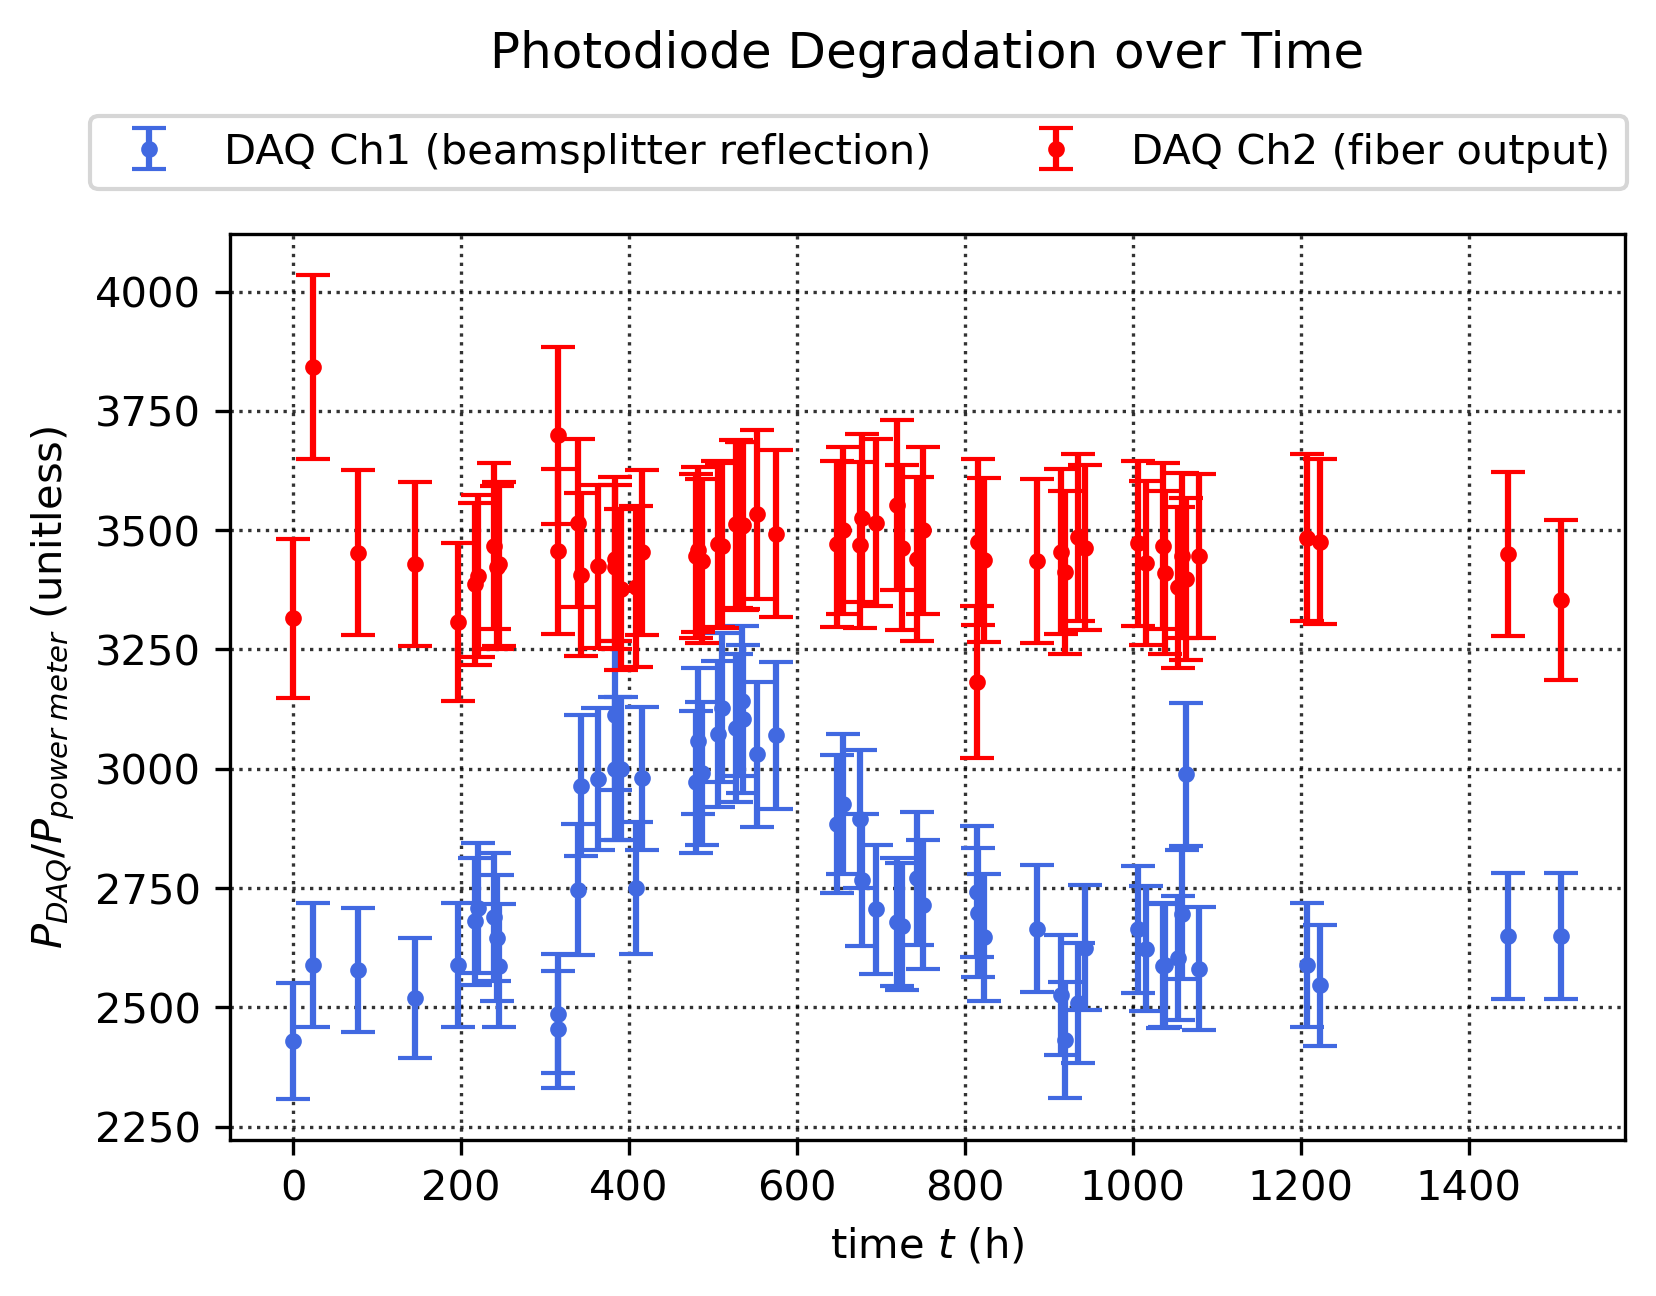 Photodiode Degradation over Time
DAQ Ch1 (beamsplitter reflection) DAQ Ch2 (fiber output)
P_DAQ/P_power meter (unitless)
4000
3750
3500
3250
3000
2750
2500
2250
0 200 400 600 800 1000 1200 1400
time t (h)